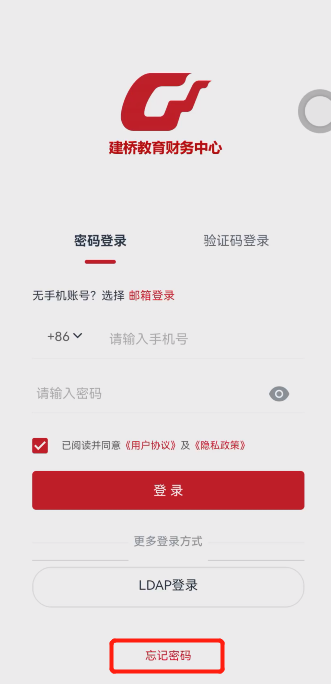 建桥教育财务中心
密码登录 验证码登录
无手机账号？选择 邮箱登录
+86 请输入手机号
请输入密码
已阅读并同意《用户协议》及《隐私政策》
登 录
更多登录方式
LDAP登录
忘记密码